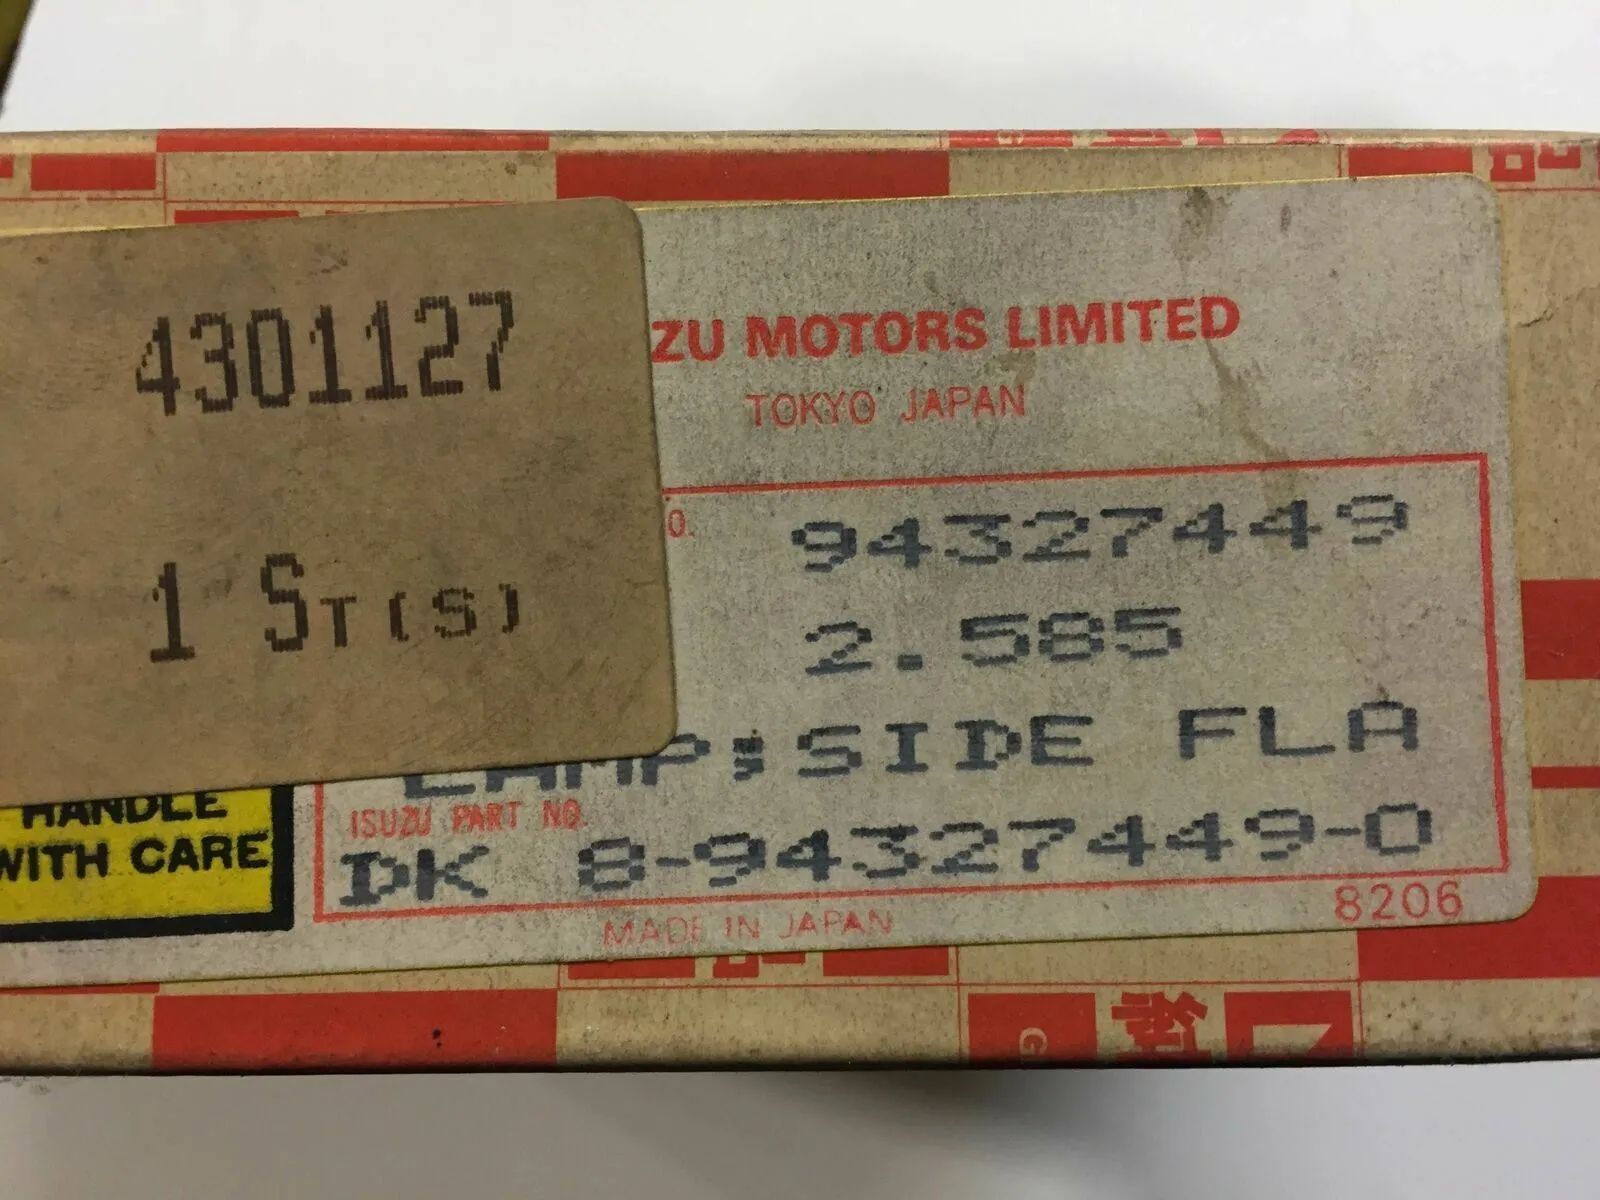 4301127
1 ST(S)
ZU MOTORS LIMITED
TOKYO JAPAN
O.
94327449
2.585
LAMP;SIDE FLA
ISUZU PART NO.
DK 8-94327449-0
MADE IN JAPAN
8206
HANDLE
WITH CARE